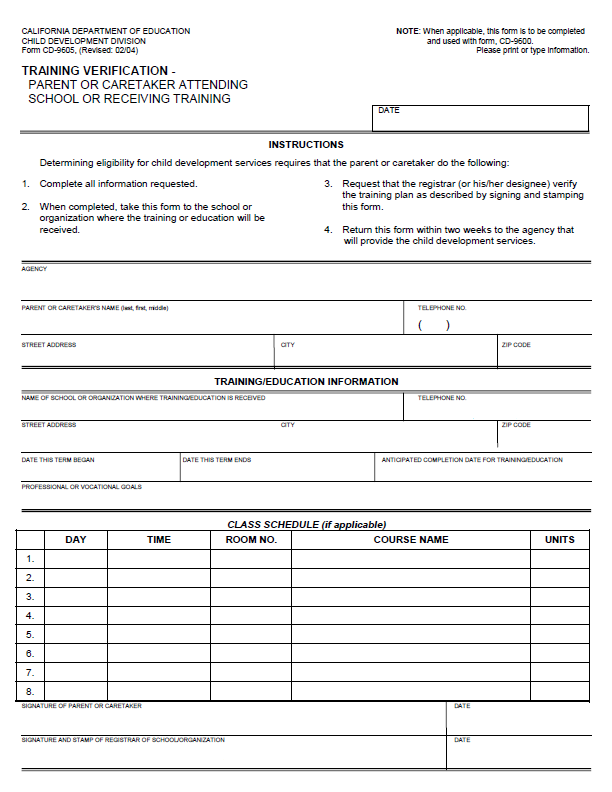 CALIFORNIA DEPARTMENT OF EDUCATION
CHILD DEVELOPMENT DIVISION
Form CD-9605, (Revised: 02/04)
NOTE: When applicable, this form is to be completed
and used with form, CD-9600.
Please print or type information.
TRAINING VERIFICATION -
PARENT OR CARETAKER ATTENDING
SCHOOL OR RECEIVING TRAINING
DATE
INSTRUCTIONS
Determining eligibility for child development services requires that the parent or caretaker do the following:
1. Complete all information requested.
2. When completed, take this form to the school or
organization where the training or education will be
received.
3. Request that the registrar (or his/her designee) verify
the training plan as described by signing and stamping
this form.
4. Return this form within two weeks to the agency that
will provide the child development services.
AGENCY
PARENT OR CARETAKER'S NAME (last, first, middle)
TELEPHONE NO.
( )
STREET ADDRESS CITY ZIP CODE
TRAINING/EDUCATION INFORMATION
NAME OF SCHOOL OR ORGANIZATION WHERE TRAINING/EDUCATION IS RECEIVED TELEPHONE NO.
STREET ADDRESS CITY ZIP CODE
DATE THIS TERM BEGAN DATE THIS TERM ENDS ANTICIPATED COMPLETION DATE FOR TRAINING/EDUCATION
PROFESSIONAL OR VOCATIONAL GOALS
CLASS SCHEDULE (if applicable)
DAY TIME ROOM NO. COURSE NAME UNITS
1.
2.
3.
4.
5.
6.
7.
8.
SIGNATURE OF PARENT OR CARETAKER DATE
SIGNATURE AND STAMP OF REGISTRAR OF SCHOOL/ORGANIZATION DATE